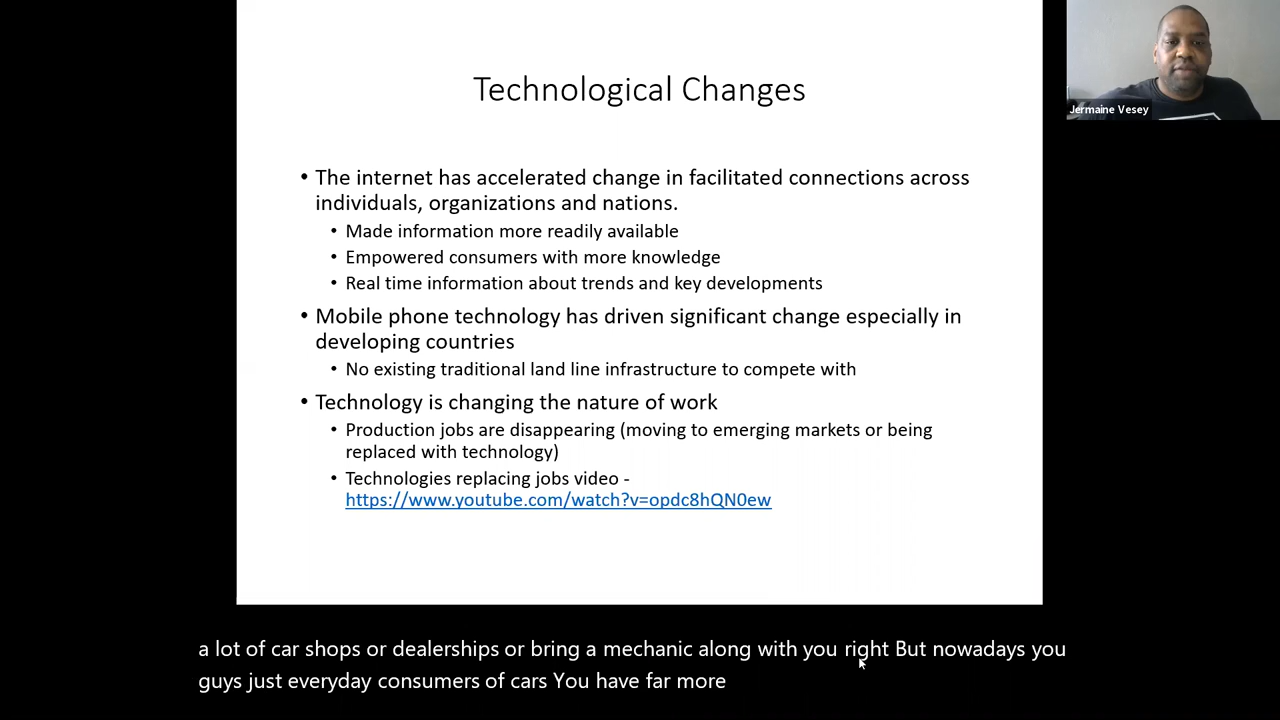 Technological Changes
Jermaine Vesey
• The internet has accelerated change in facilitated connections across
individuals, organizations and nations.
• Made information more readily available
• Empowered consumers with more knowledge
• Real time information about trends and key developments
• Mobile phone technology has driven significant change especially in
developing countries
• No existing traditional land line infrastructure to compete with
• Technology is changing the nature of work
• Production jobs are disappearing (moving to emerging markets or being
replaced with technology)
• Technologies replacing jobs video -
https://www.youtube.com/watch?v=opdc8hQN0ew
a lot of car shops or dealerships or bring a mechanic along with you right But nowadays you
guys just everyday consumers of cars You have far more